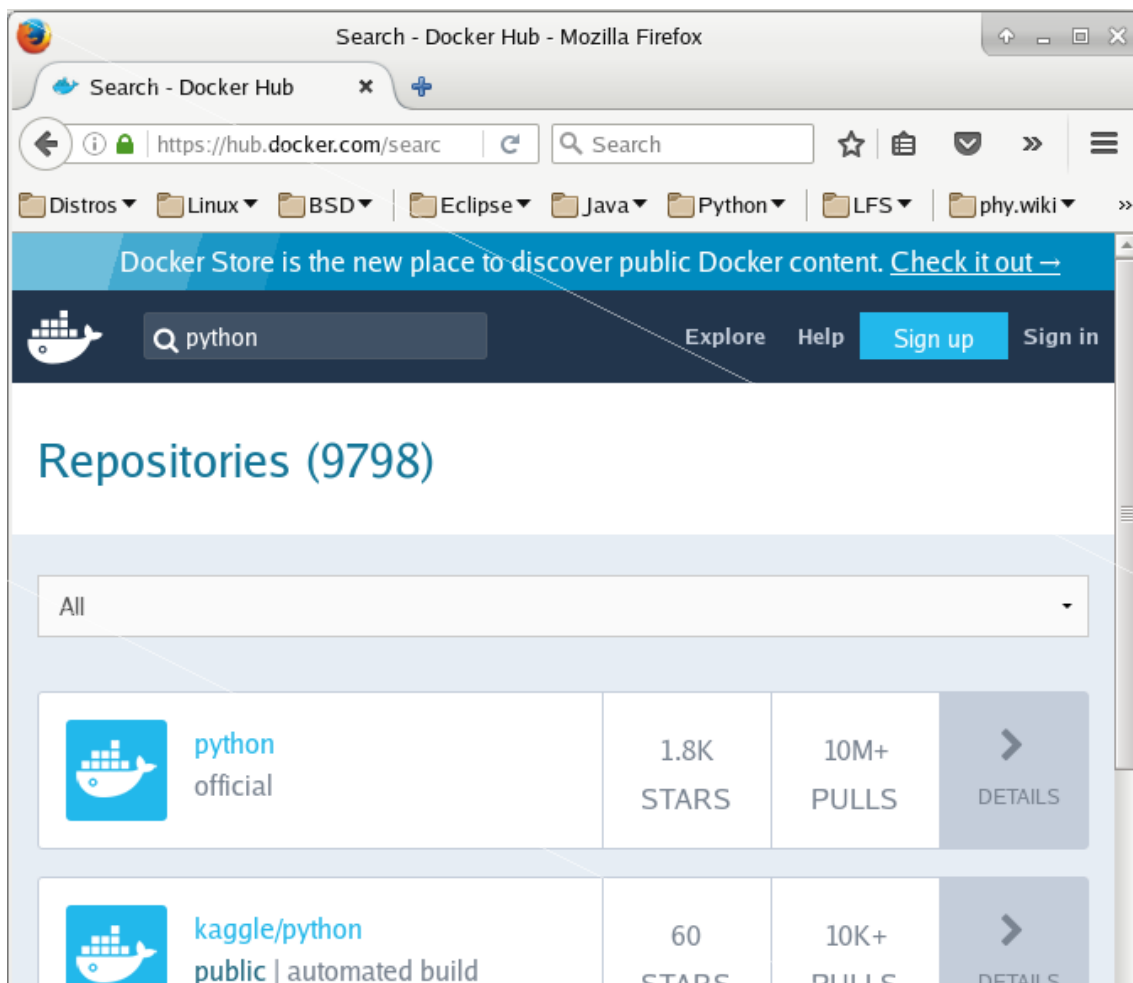 Search - Docker Hub - Mozilla Firefox
Search - Docker Hub
https://hub.docker.com/searc
Search
Distros Linux BSD Eclipse Java Python LFS phy.wiki »
Docker Store is the new place to discover public Docker content. Check it out →
python Explore Help Sign up Sign in
Repositories (9798)
All
python
official
1.8K
STARS
10M+
PULLS
DETAILS
kaggle/python
public | automated build
60
STARS
10K+
PULLS
DETAILS